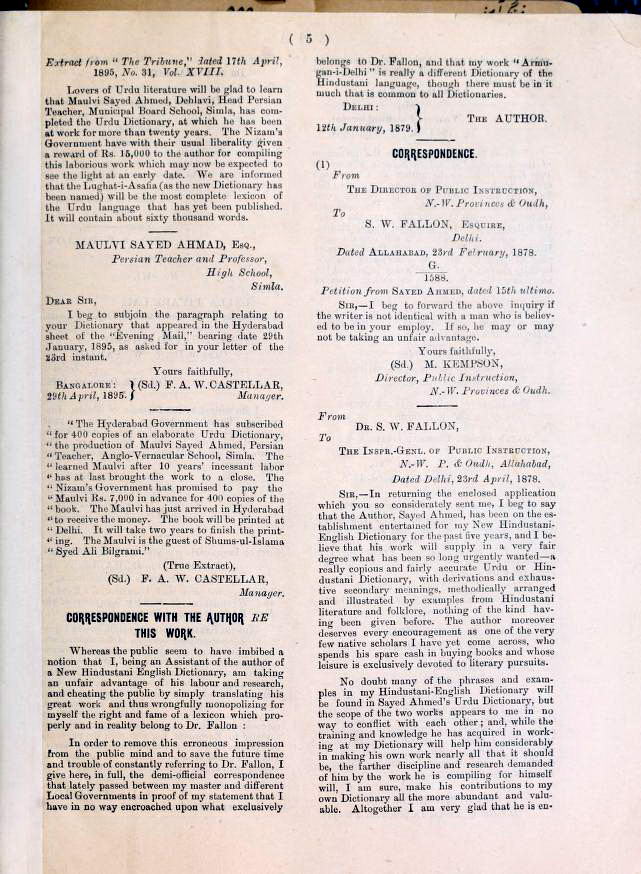 ( 5 )
Extract from " The Tribune," dated 17th April,
1895, No. 31, Vol. XVIII.
Lovers of Urdu literature will be glad to learn
that Maulvi Sayed Ahmed, Dehlavi, Head Persian
Teacher, Municipal Board School, Simla, has com-
pleted the Urdu Dictionary, at which he has been
at work for more than twenty years. The Nizam's
Government have with their usual liberality given
a reward of Rs. 15,000 to the author for compiling
this laborious work which may now be expected to
see the light at an early date. We are informed
that the Lughat-i-Asafia (as the new Dictionary has
been named) will be the most complete lexicon of
the Urdu language that has yet been published.
It will contain about sixty thousand words.
MAULVI SAYED AHMAD, ESQ.,
Persian Teacher and Professor,
High School,
Simla.
DEAR SIR,
I beg to subjoin the paragraph relating to
your Dictionary that appeared in the Hyderabad
sheet of the "Evening Mail," bearing date 29th
January, 1895, as asked for in your letter of the
23rd instant.
Yours faithfully,
BANGALORE : } (Sd.) F. A. W. CASTELLAR,
29th April, 1895. Manager.
" The Hyderabad Government has subscribed
" for 400 copies of an elaborate Urdu Dictionary,
" the production of Maulvi Sayed Ahmed, Persian
" Teacher, Anglo-Vernacular School, Simla. The
" learned Maulvi after 10 years' incessant labor
" has at last brought the work to a close. The
" Nizam's Government has promised to pay the
" Maulvi Rs. 7,000 in advance for 400 copies of the
" book. The Maulvi has just arrived in Hyderabad
" to receive the money. The book will be printed at
" Delhi. It will take two years to finish the print-
" ing. The Maulvi is the guest of Shums-ul-Islama
" Syed Ali Bilgrami."
(True Extract),
(Sd.) F. A. W. CASTELLAR,
Manager.
CORRESPONDENCE WITH THE AUTHOR RE
THIS WORK.
Whereas the public seem to have imbibed a
notion that I, being an Assistant of the author of
a New Hindustani English Dictionary, am taking
an unfair advantage of his labour and research,
and cheating the public by simply translating his
great work and thus wrongfully monopolizing for
myself the right and fame of a lexicon which pro-
perly and in reality belong to Dr. Fallon :
In order to remove this erroneous impression
from the public mind and to save the future time
and trouble of constantly referring to Dr. Fallon, I
give here, in full, the demi-official correspondence
that lately passed between my master and different
Local Governments in proof of my statement that I
have in no way encroached upon what exclusively
belongs to Dr. Fallon, and that my work " Armu-
gan-i-Delhi " is really a different Dictionary of the
Hindustani language, though there must be in it
much that is common to all Dictionaries.
DELHI : }
12th January, 1879. THE AUTHOR.
CORRESPONDENCE.
(1)
From
THE DIRECTOR OF PUBLIC INSTRUCTION,
N.-W. Provinces & Oudh,
To
S. W. FALLON, ESQUIRE,
Delhi.
Dated ALLAHABAD, 23rd February, 1878.
G.
1588.
Petition from SAYED AHMED, dated 15th ultimo.
SIR,—I beg to forward the above inquiry if
the writer is not identical with a man who is believ-
ed to be in your employ. If so, he may or may
not be taking an unfair advantage.
Yours faithfully,
(Sd.) M. KEMPSON,
Director, Public Instruction,
N.-W. Provinces & Oudh.
From
DR. S. W. FALLON,
To
THE INSPR.-GENL. OF PUBLIC INSTRUCTION,
N.-W. P. & Oudh, Allahabad,
Dated Delhi, 23rd April, 1878.
SIR,—In returning the enclosed application
which you so considerately sent me, I beg to say
that the Author, Sayed Ahmed, has been on the es-
tablishment entertained for my New Hindustani-
English Dictionary for the past five years, and I be-
lieve that his work will supply in a very fair
degree what has been so long urgently wanted—a
really copious and fairly accurate Urdu or Hin-
dustani Dictionary, with derivations and exhaus-
tive secondary meanings, methodically arranged
and illustrated by examples from Hindustani
literature and folklore, nothing of the kind hav-
ing been given before. The author moreover
deserves every encouragement as one of the very
few native scholars I have yet come across, who
spends his spare cash in buying books and whose
leisure is exclusively devoted to literary pursuits.
No doubt many of the phrases and exam-
ples in my Hindustani-English Dictionary will
be found in Sayed Ahmed's Urdu Dictionary, but
the scope of the two works appears to me in no
way to conflict with each other ; and, while the
training and knowledge he has acquired in work-
ing at my Dictionary will help him considerably
in making his own work nearly all that it should
be, the farther discipline and research demanded
of him by the work he is compiling for himself
will, I am sure, make his contributions to my
own Dictionary all the more abundant and valu-
able. Altogether I am very glad that he is en-